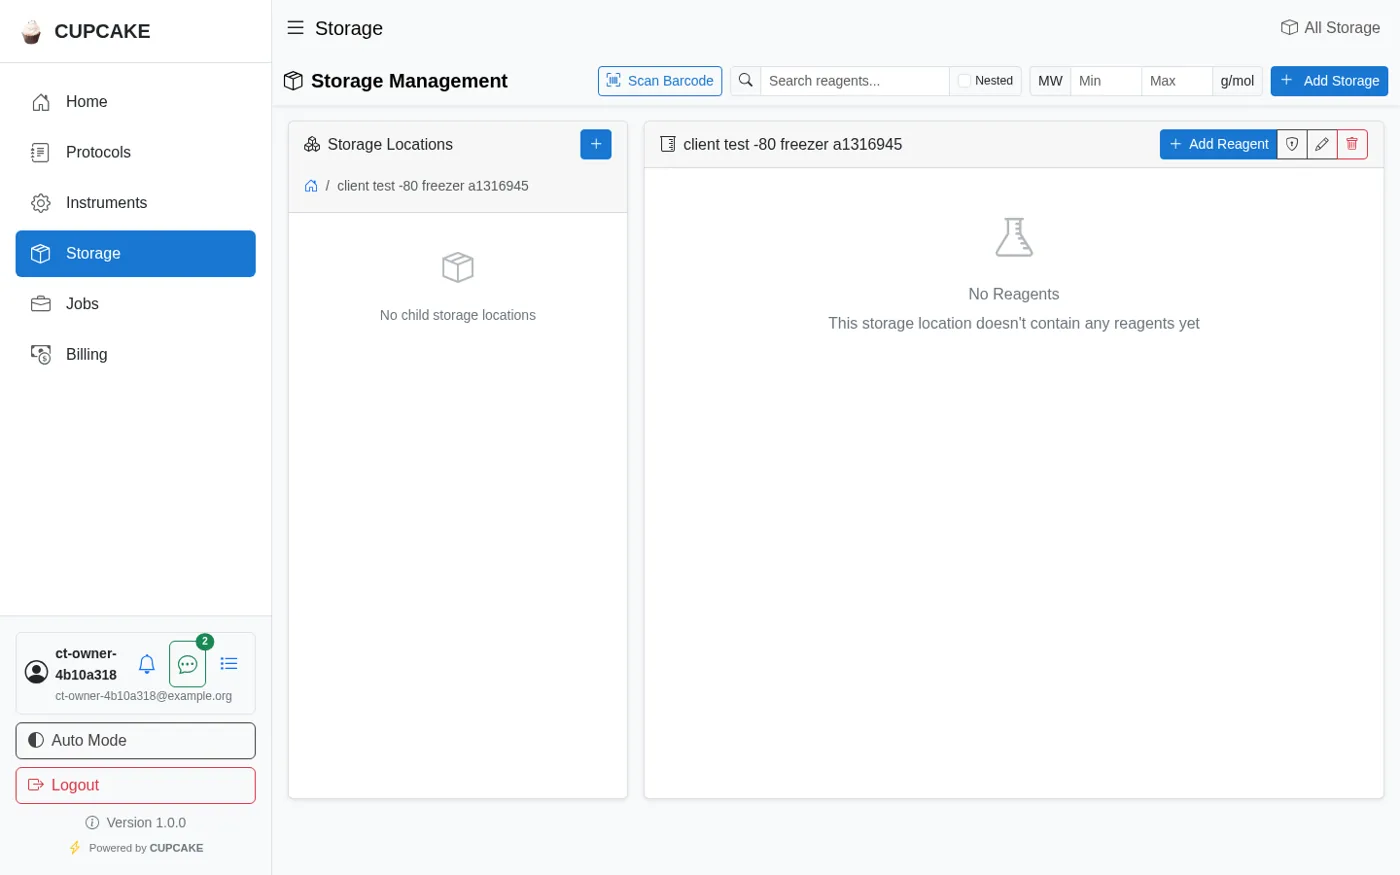 CUPCAKE
Home
Protocols
Instruments
Storage
Jobs
Billing
2
ct-owner-
4b10a318
ct-owner-4b10a318@example.org
Auto Mode
Logout
Version 1.0.0
Powered by CUPCAKE
Storage
All Storage
Storage Management
Scan Barcode
Search reagents...
Nested
MW
Min
Max
g/mol
Add Storage
Storage Locations
/ client test -80 freezer a1316945
No child storage locations
client test -80 freezer a1316945
Add Reagent
No Reagents
This storage location doesn't contain any reagents yet